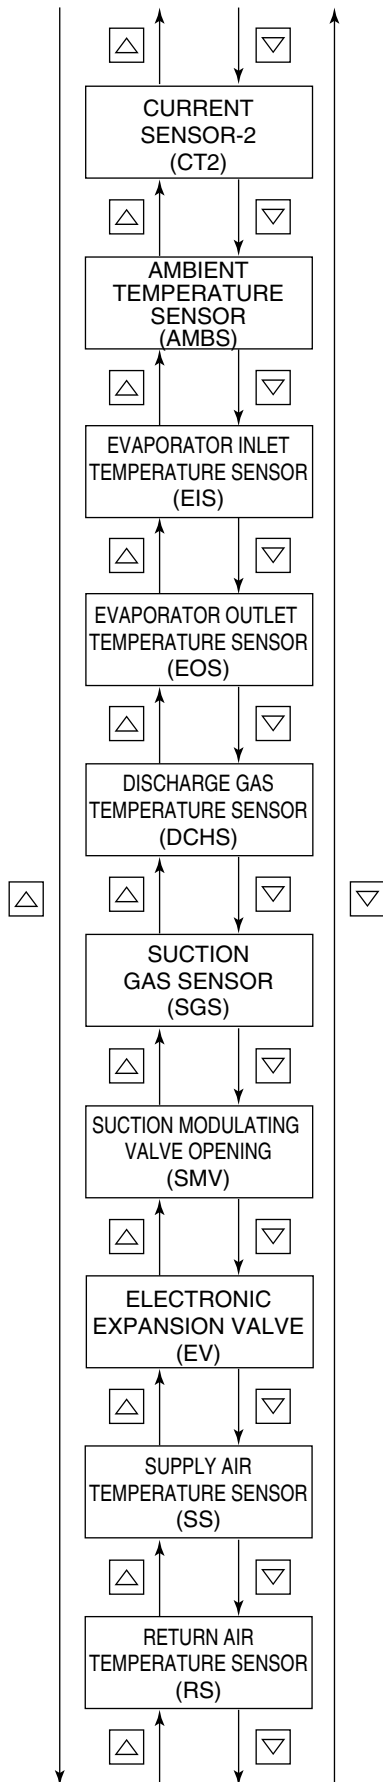 CURRENT
SENSOR-2
(CT2)
AMBIENT
TEMPERATURE
SENSOR
(AMBS)
EVAPORATOR INLET
TEMPERATURE SENSOR
(EIS)
EVAPORATOR OUTLET
TEMPERATURE SENSOR
(EOS)
DISCHARGE GAS
TEMPERATURE SENSOR
(DCHS)
SUCTION
GAS SENSOR
(SGS)
SUCTION MODULATING
VALVE OPENING
(SMV)
ELECTRONIC
EXPANSION VALVE
(EV)
SUPPLY AIR
TEMPERATURE SENSOR
(SS)
RETURN AIR
TEMPERATURE SENSOR
(RS)